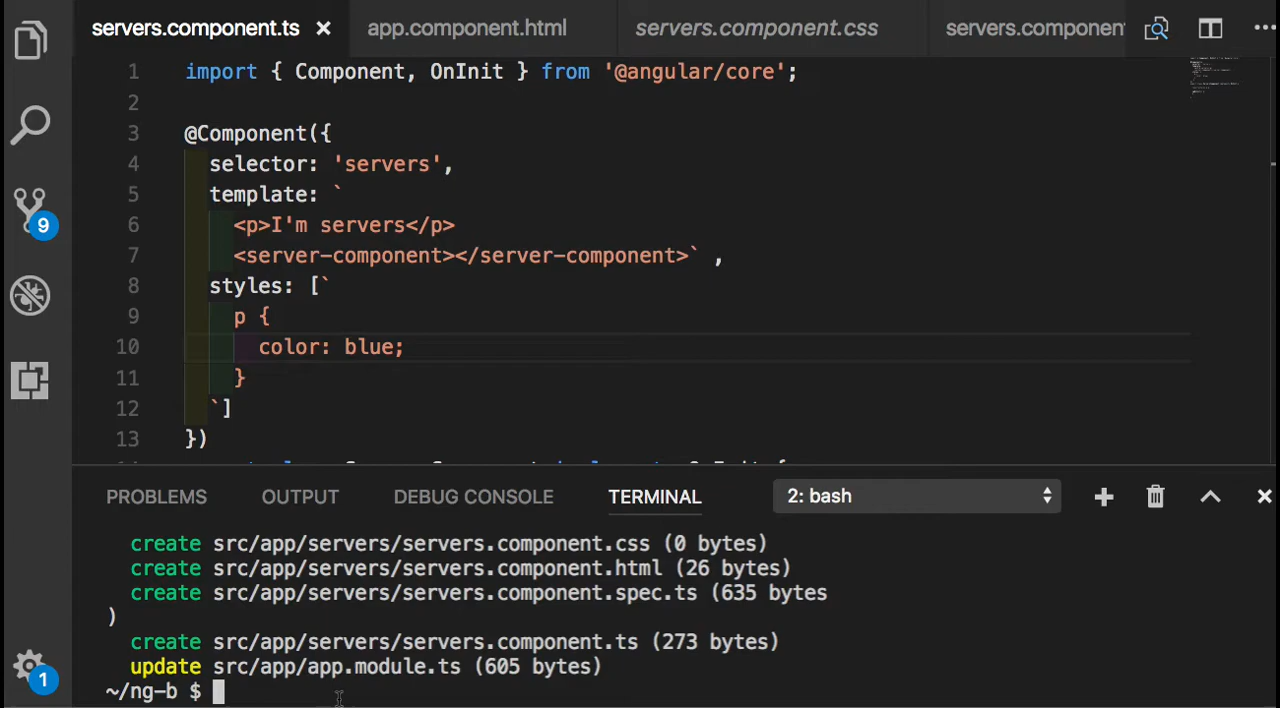 servers.component.ts × app.component.html servers.component.css servers.componen
1 import { Component, OnInit } from '@angular/core';
2
3 @Component({
4 selector: 'servers',
5 template: `
6 <p>I'm servers</p>
7 <server-component></server-component>` ,
8 styles: [`
9 p {
10 color: blue;
11 }
12 `]
13 })
9
1
PROBLEMS OUTPUT DEBUG CONSOLE TERMINAL 2: bash
create src/app/servers/servers.component.css (0 bytes)
create src/app/servers/servers.component.html (26 bytes)
create src/app/servers/servers.component.spec.ts (635 bytes
)
create src/app/servers/servers.component.ts (273 bytes)
update src/app/app.module.ts (605 bytes)
~/ng-b $